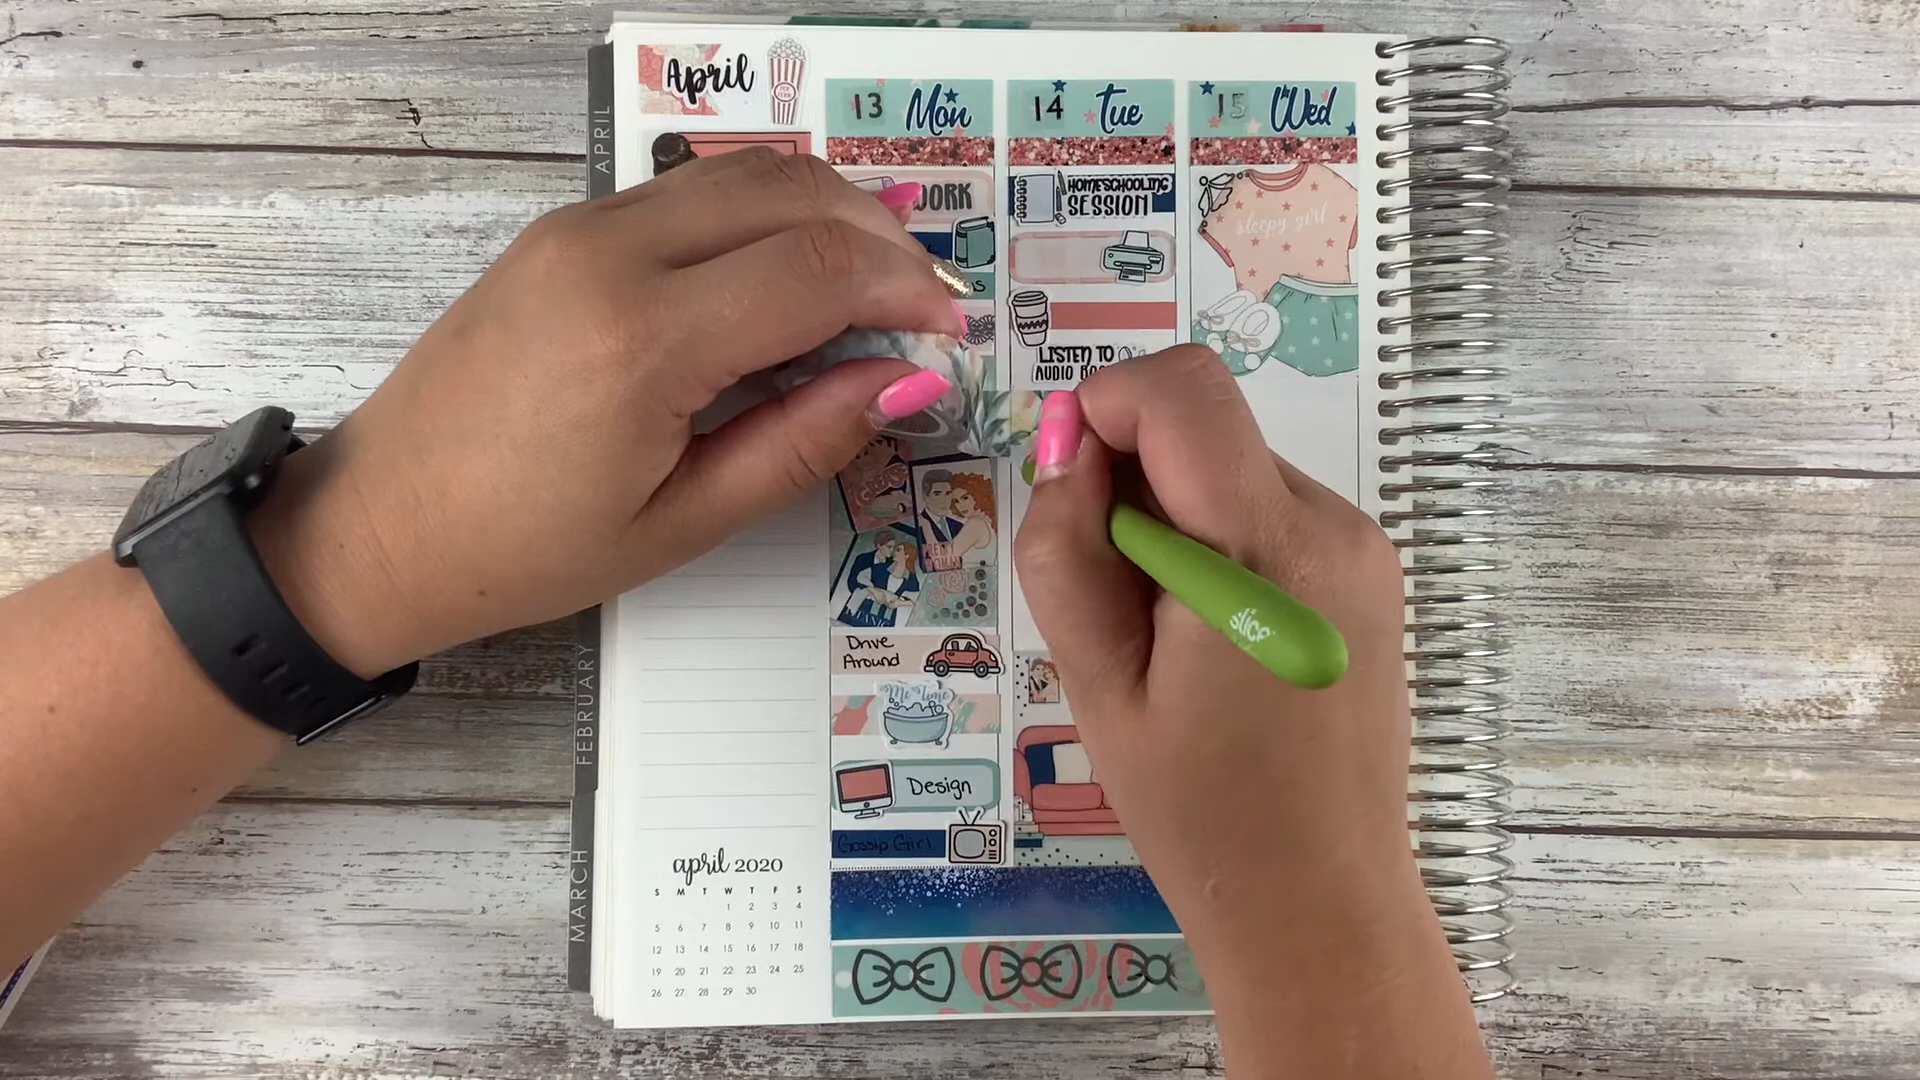 April
13 Mon
14 Tue
15 Wed
APRIL
HOMESCHOOLING
SESSION
sleepy girl
LISTEN TO
AUDIO
PRETTY
WOMAN
slice
Drive
Around
Me Time
Design
Gossip Girl
FEBRUARY
MARCH
april 2020
S M T W T F S
1 2 3 4
5 6 7 8 9 10 11
12 13 14 15 16 17 18
19 20 21 22 23 24 25
26 27 28 29 30